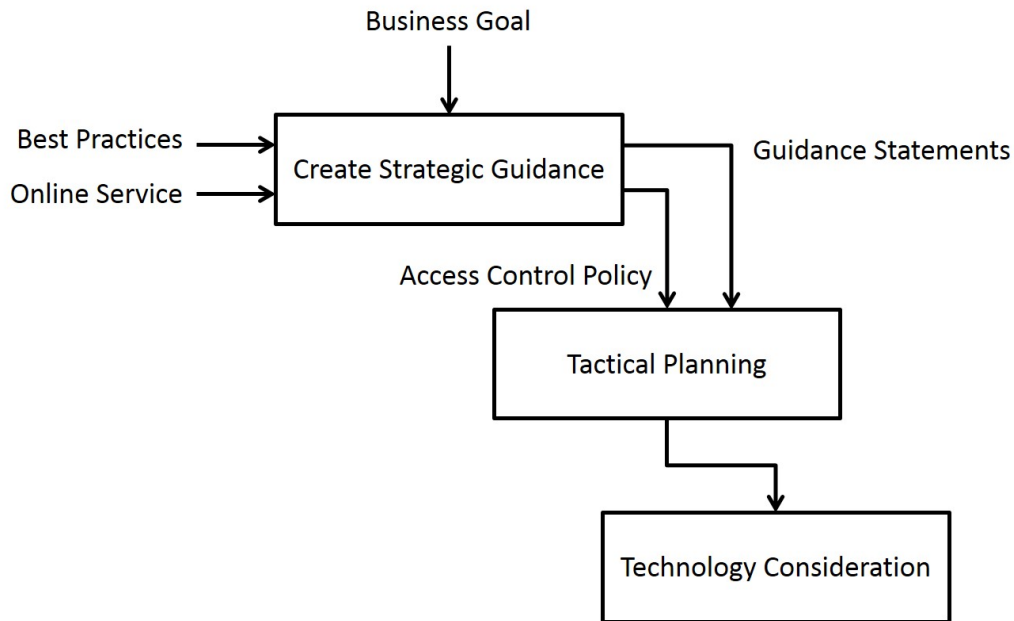 Business Goal
Best Practices
Online Service
Create Strategic Guidance
Guidance Statements
Access Control Policy
Tactical Planning
Technology Consideration